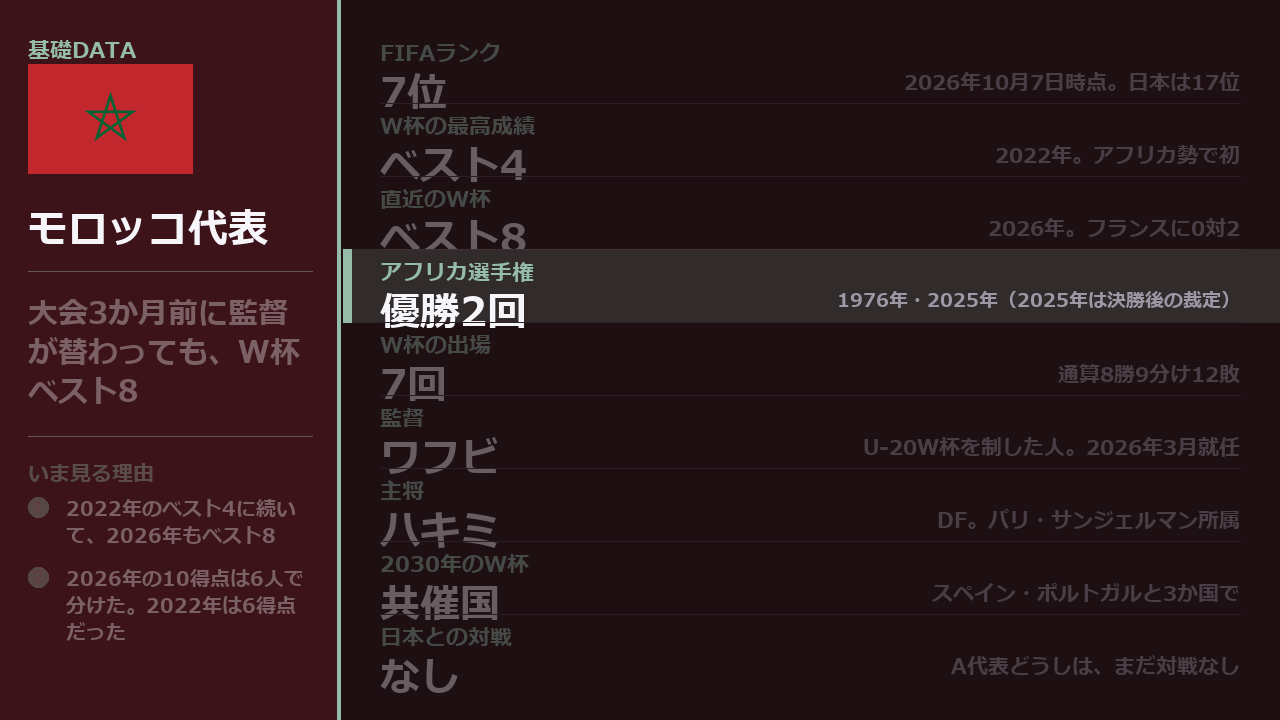 基礎DATA
モロッコ代表
大会3か月前に監督
が替わっても、W杯
ベスト8
いま見る理由
2022年のベスト4に続い
て、2026年もベスト8
2026年の10得点は6人で
分けた。2022年は6得点
だった
FIFAランク
7位
2026年10月7日時点。日本は17位
W杯の最高成績
ベスト4
2022年。アフリカ勢で初
直近のW杯
ベスト8
2026年。フランスに0対2
アフリカ選手権
優勝2回
1976年・2025年（2025年は決勝後の裁定）
W杯の出場
7回
通算8勝9分け12敗
監督
ワフビ
U-20W杯を制した人。2026年3月就任
主将
ハキミ
DF。パリ・サンジェルマン所属
2030年のW杯
共催国
スペイン・ポルトガルと3か国で
日本との対戦
なし
A代表どうしは、まだ対戦なし